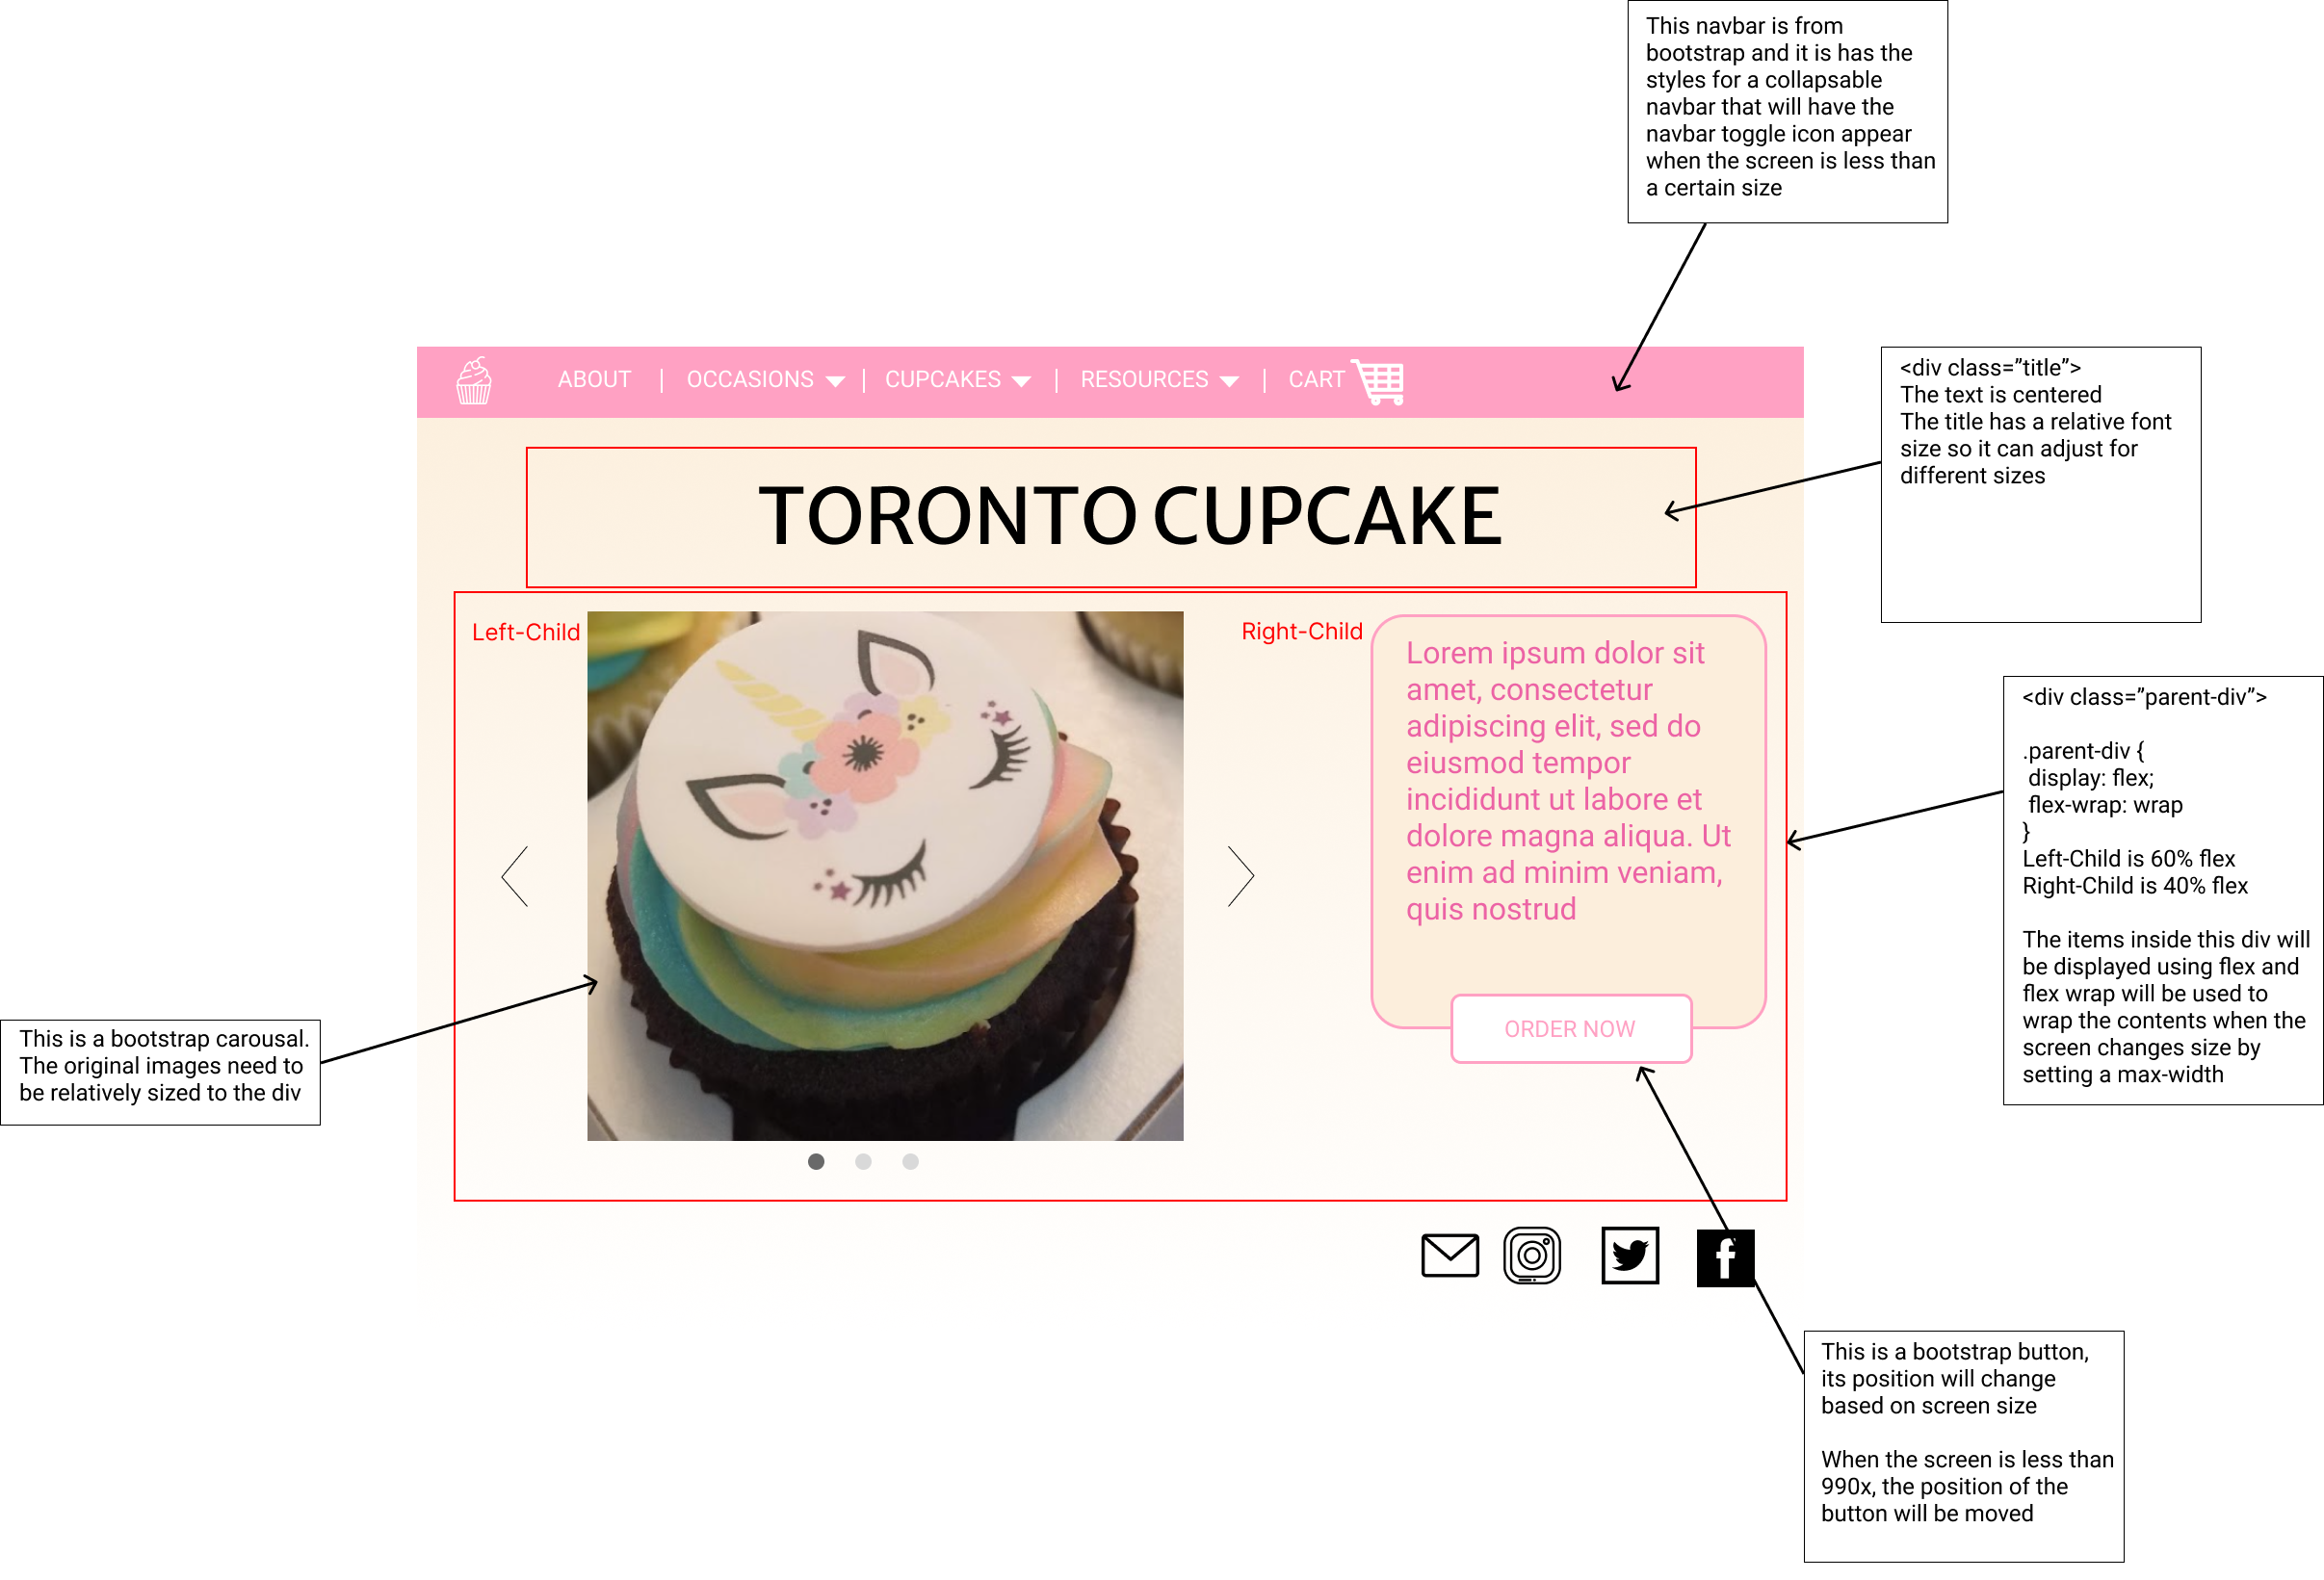 This navbar is from
bootstrap and it is has the
styles for a collapsable
navbar that will have the
navbar toggle icon appear
when the screen is less than
a certain size
ABOUT | OCCASIONS | CUPCAKES | RESOURCES | CART
<div class=”title”>
The text is centered
The title has a relative font
size so it can adjust for
different sizes
TORONTO CUPCAKE
Left-Child
Right-Child
Lorem ipsum dolor sit
amet, consectetur
adipiscing elit, sed do
eiusmod tempor
incididunt ut labore et
dolore magna aliqua. Ut
enim ad minim veniam,
quis nostrud
ORDER NOW
<div class=”parent-div”>
.parent-div {
display: flex;
flex-wrap: wrap
}
Left-Child is 60% flex
Right-Child is 40% flex
The items inside this div will
be displayed using flex and
flex wrap will be used to
wrap the contents when the
screen changes size by
setting a max-width
This is a bootstrap carousal.
The original images need to
be relatively sized to the div
This is a bootstrap button,
its position will change
based on screen size
When the screen is less than
990x, the position of the
button will be moved